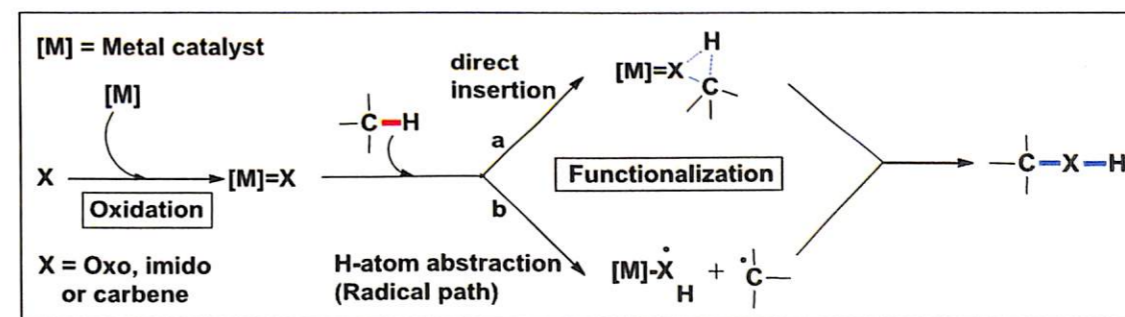 [M] = Metal catalyst
[M]
X
[M]=X
Oxidation
X = Oxo, imido
or carbene
C H
direct
insertion
a
b
H-atom abstraction
(Radical path)
[M]=X H
C
Functionalization
[M]-Ẋ + Ċ
H
C X H